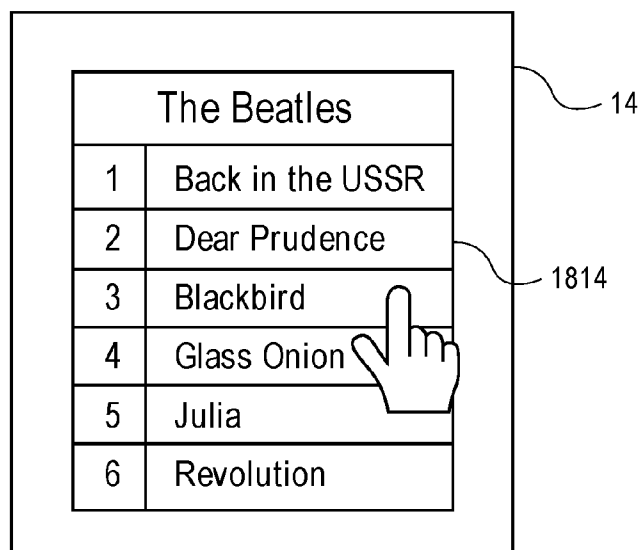 The Beatles
14
1 Back in the USSR
2 Dear Prudence
1814
3 Blackbird
4 Glass Onion
5 Julia
6 Revolution